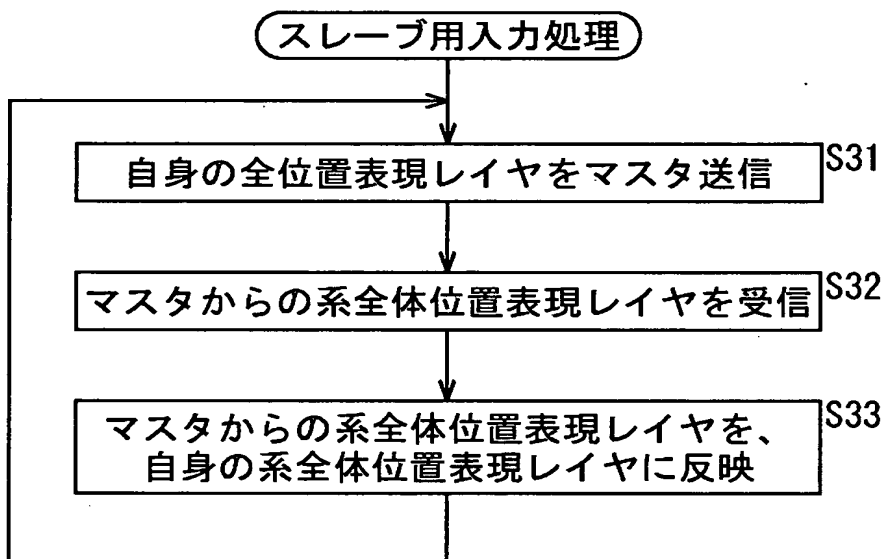 スレーブ用入力処理
自身の全位置表現レイヤをマスタ送信
S31
マスタからの系全体位置表現レイヤを受信
S32
マスタからの系全体位置表現レイヤを、
自身の系全体位置表現レイヤに反映
S33